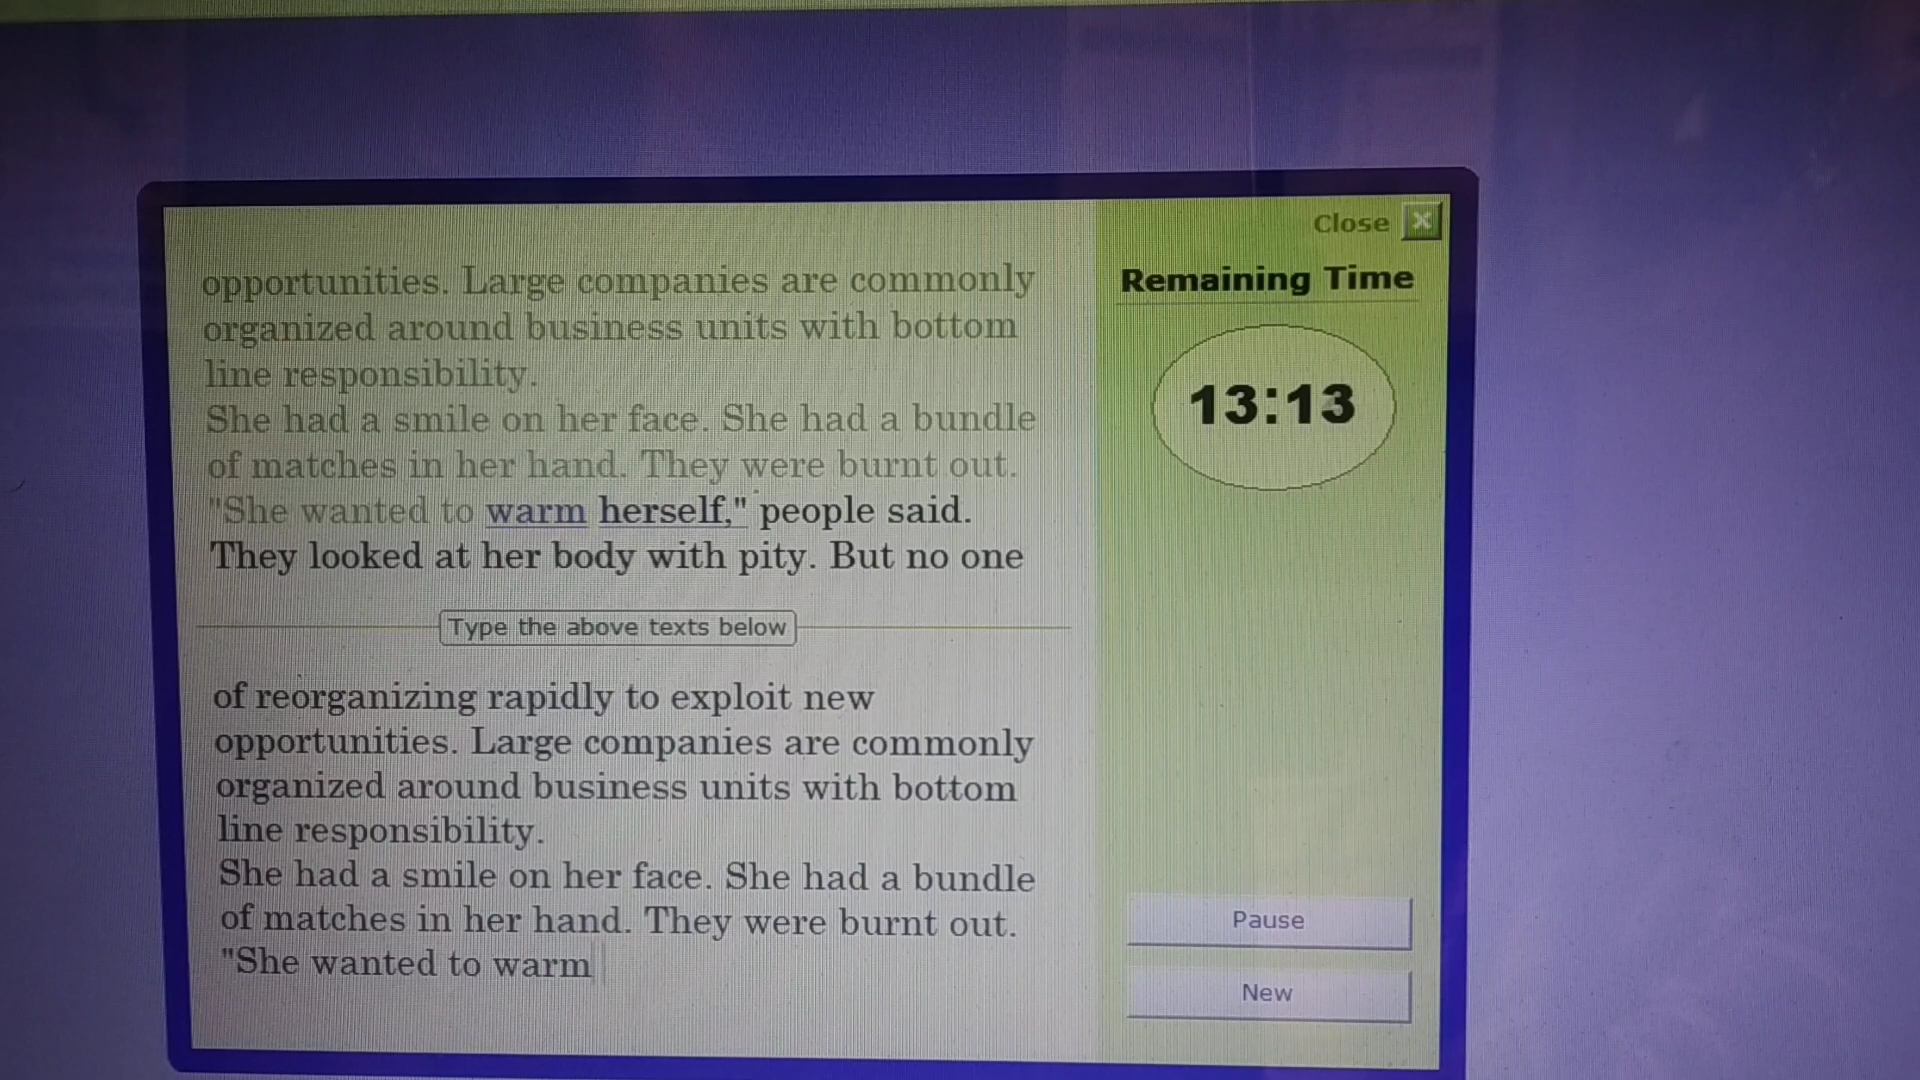 opportunities. Large companies are commonly
organized around business units with bottom
line responsibility.
She had a smile on her face. She had a bundle
of matches in her hand. They were burnt out.
"She wanted to warm herself," people said.
They looked at her body with pity. But no one
Type the above texts below
of reorganizing rapidly to exploit new
opportunities. Large companies are commonly
organized around business units with bottom
line responsibility.
She had a smile on her face. She had a bundle
of matches in her hand. They were burnt out.
"She wanted to warm
Close
Remaining Time
13:13
Pause
New